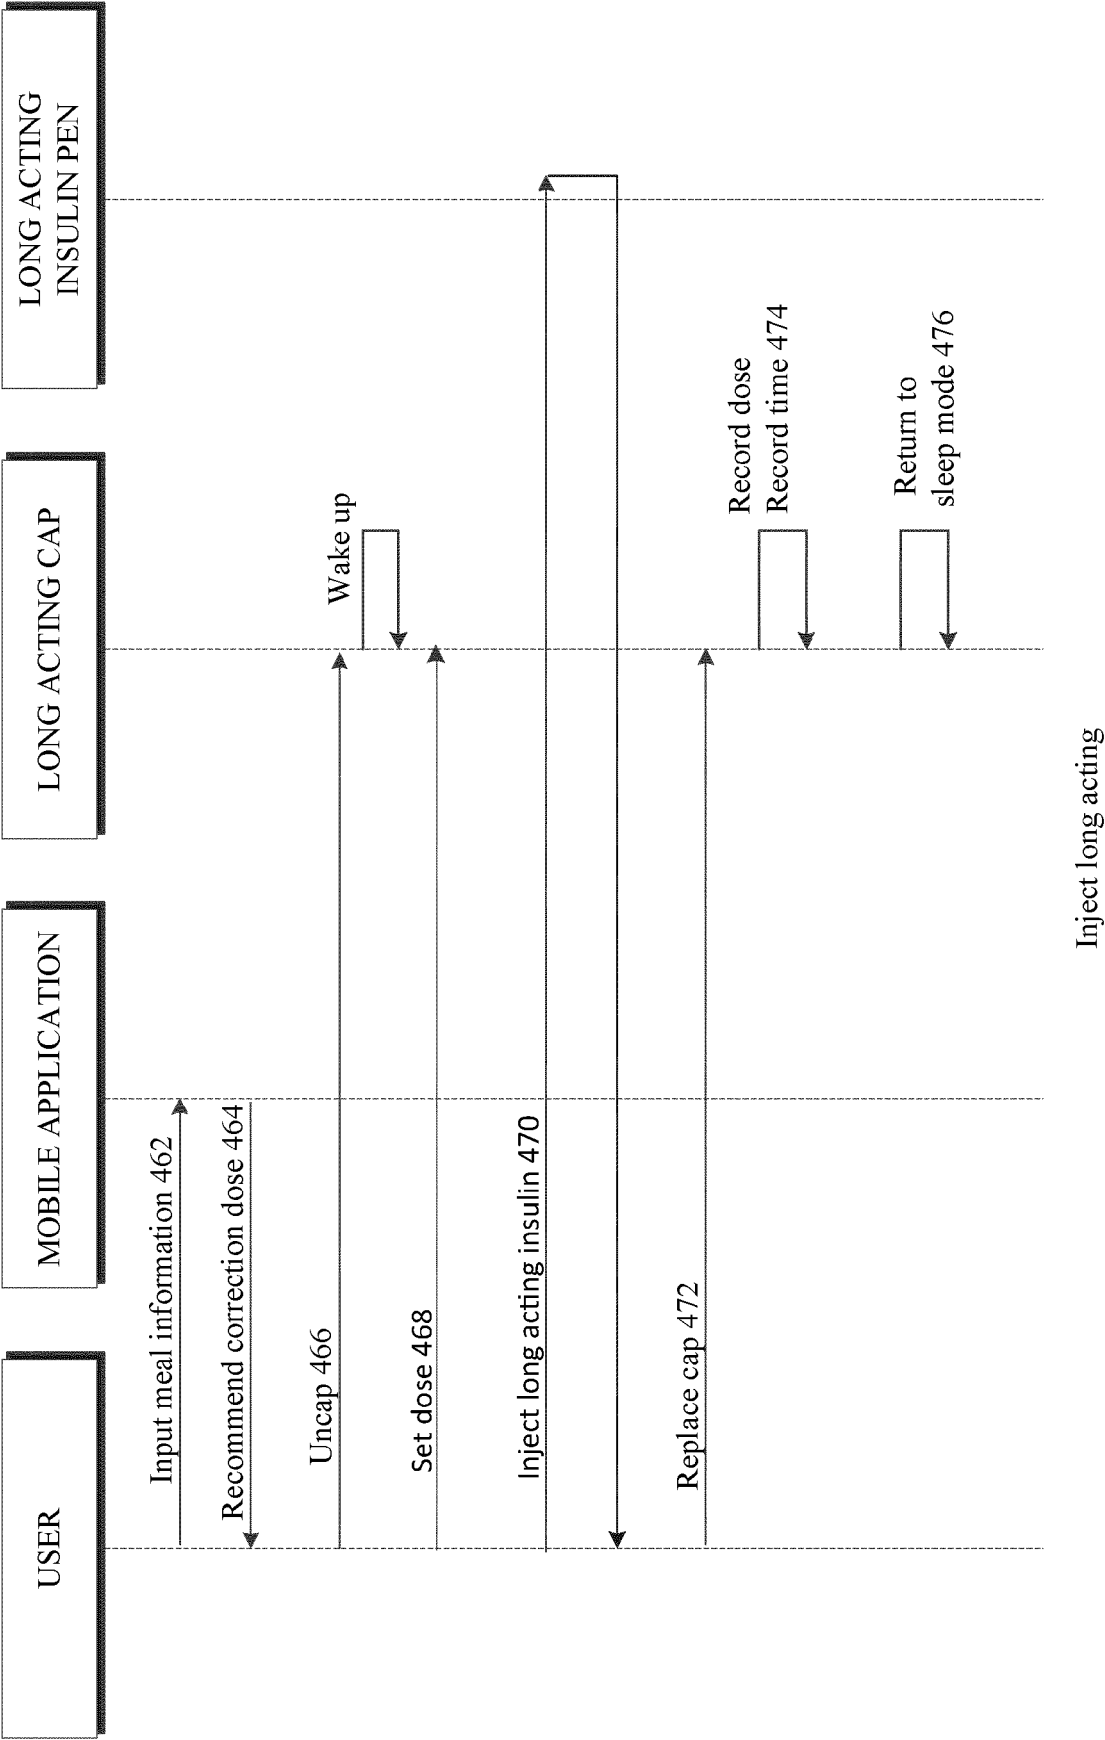 USER
MOBILE APPLICATION
LONG ACTING CAP
LONG ACTING
INSULIN PEN
Input meal information 462
Recommend correction dose 464
Uncap 466
Wake up
Set dose 468
Inject long acting insulin 470
Replace cap 472
Record dose
Record time 474
Return to
sleep mode 476
Inject long acting